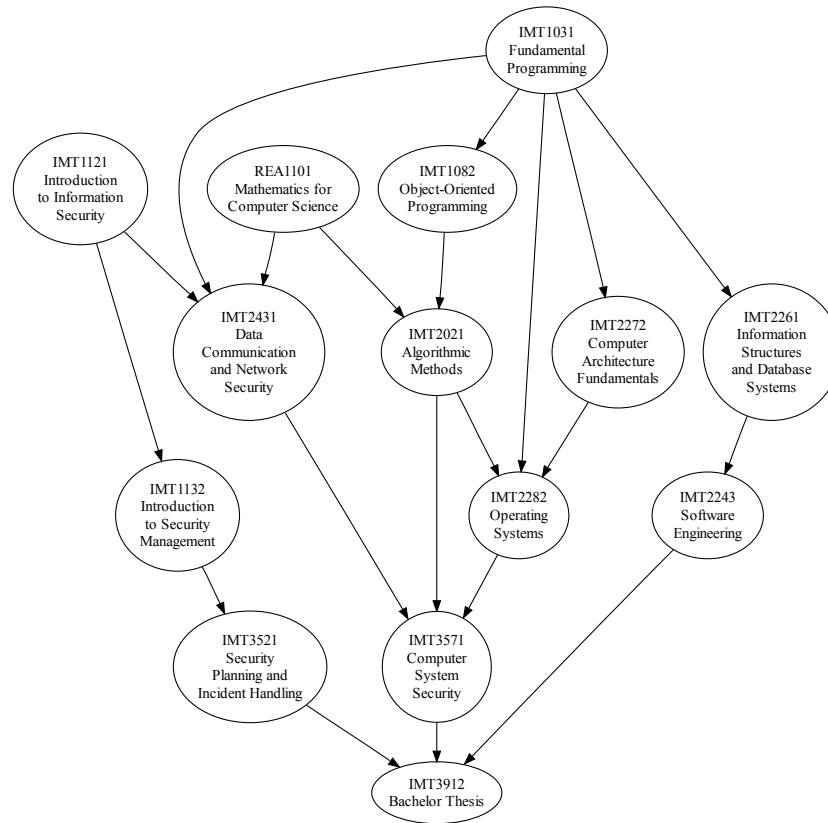 IMT1031
Fundamental
Programming
IMT1121
Introduction
to Information
Security
REA1101
Mathematics for
Computer Science
IMT1082
Object-Oriented
Programming
IMT2431
Data
Communication
and Network
Security
IMT2021
Algorithmic
Methods
IMT2272
Computer
Architecture
Fundamentals
IMT2261
Information
Structures
and Database
Systems
IMT1132
Introduction
to Security
Management
IMT2282
Operating
Systems
IMT2243
Software
Engineering
IMT3521
Security
Planning and
Incident Handling
IMT3571
Computer
System
Security
IMT3912
Bachelor Thesis